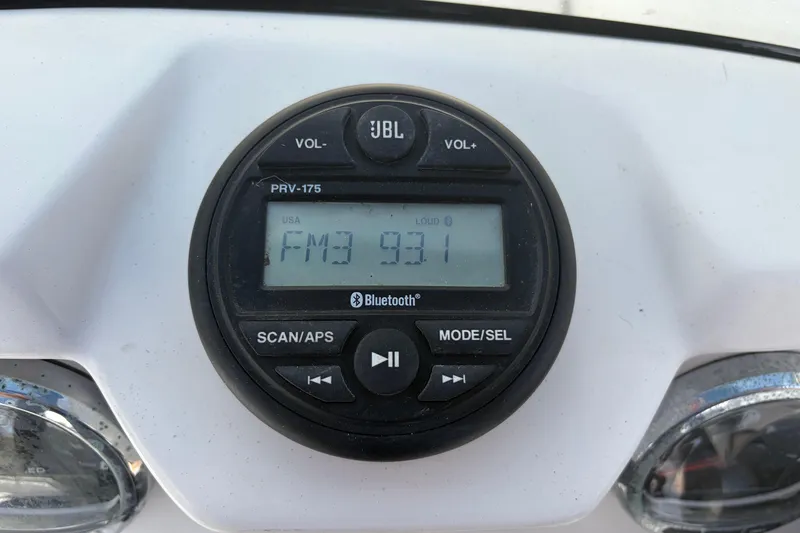 JBL
VOL- VOL+
PRV-175
USA LOUD
FM3 93.1
Bluetooth®
SCAN/APS MODE/SEL